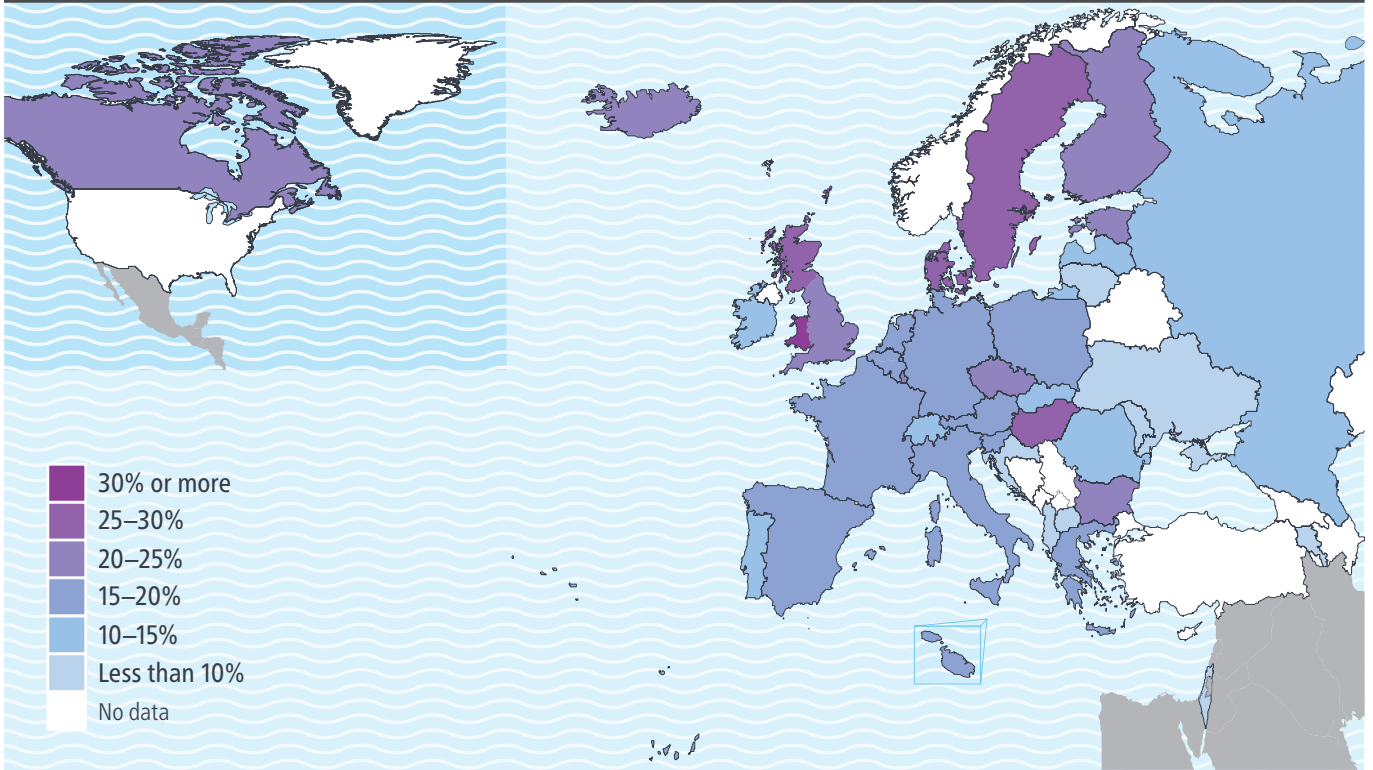 30% or more
25–30%
20–25%
15–20%
10–15%
Less than 10%
No data